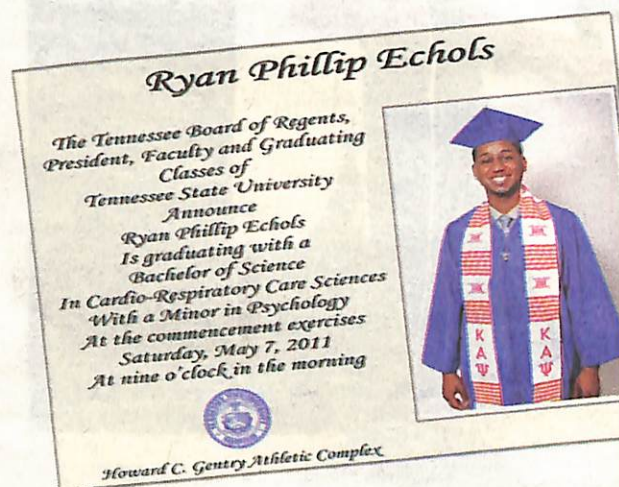 Ryan Phillip Echols
The Tennessee Board of Regents,
President, Faculty and Graduating
Classes of
Tennessee State University
Announce
Ryan Phillip Echols
Is graduating with a
Bachelor of Science
In Cardio-Respiratory Care Sciences
With a Minor in Psychology
At the commencement exercises
Saturday, May 7, 2011
At nine o'clock in the morning
Howard C. Gentry Athletic Complex
Κ Κ
Α Α
Ψ Ψ